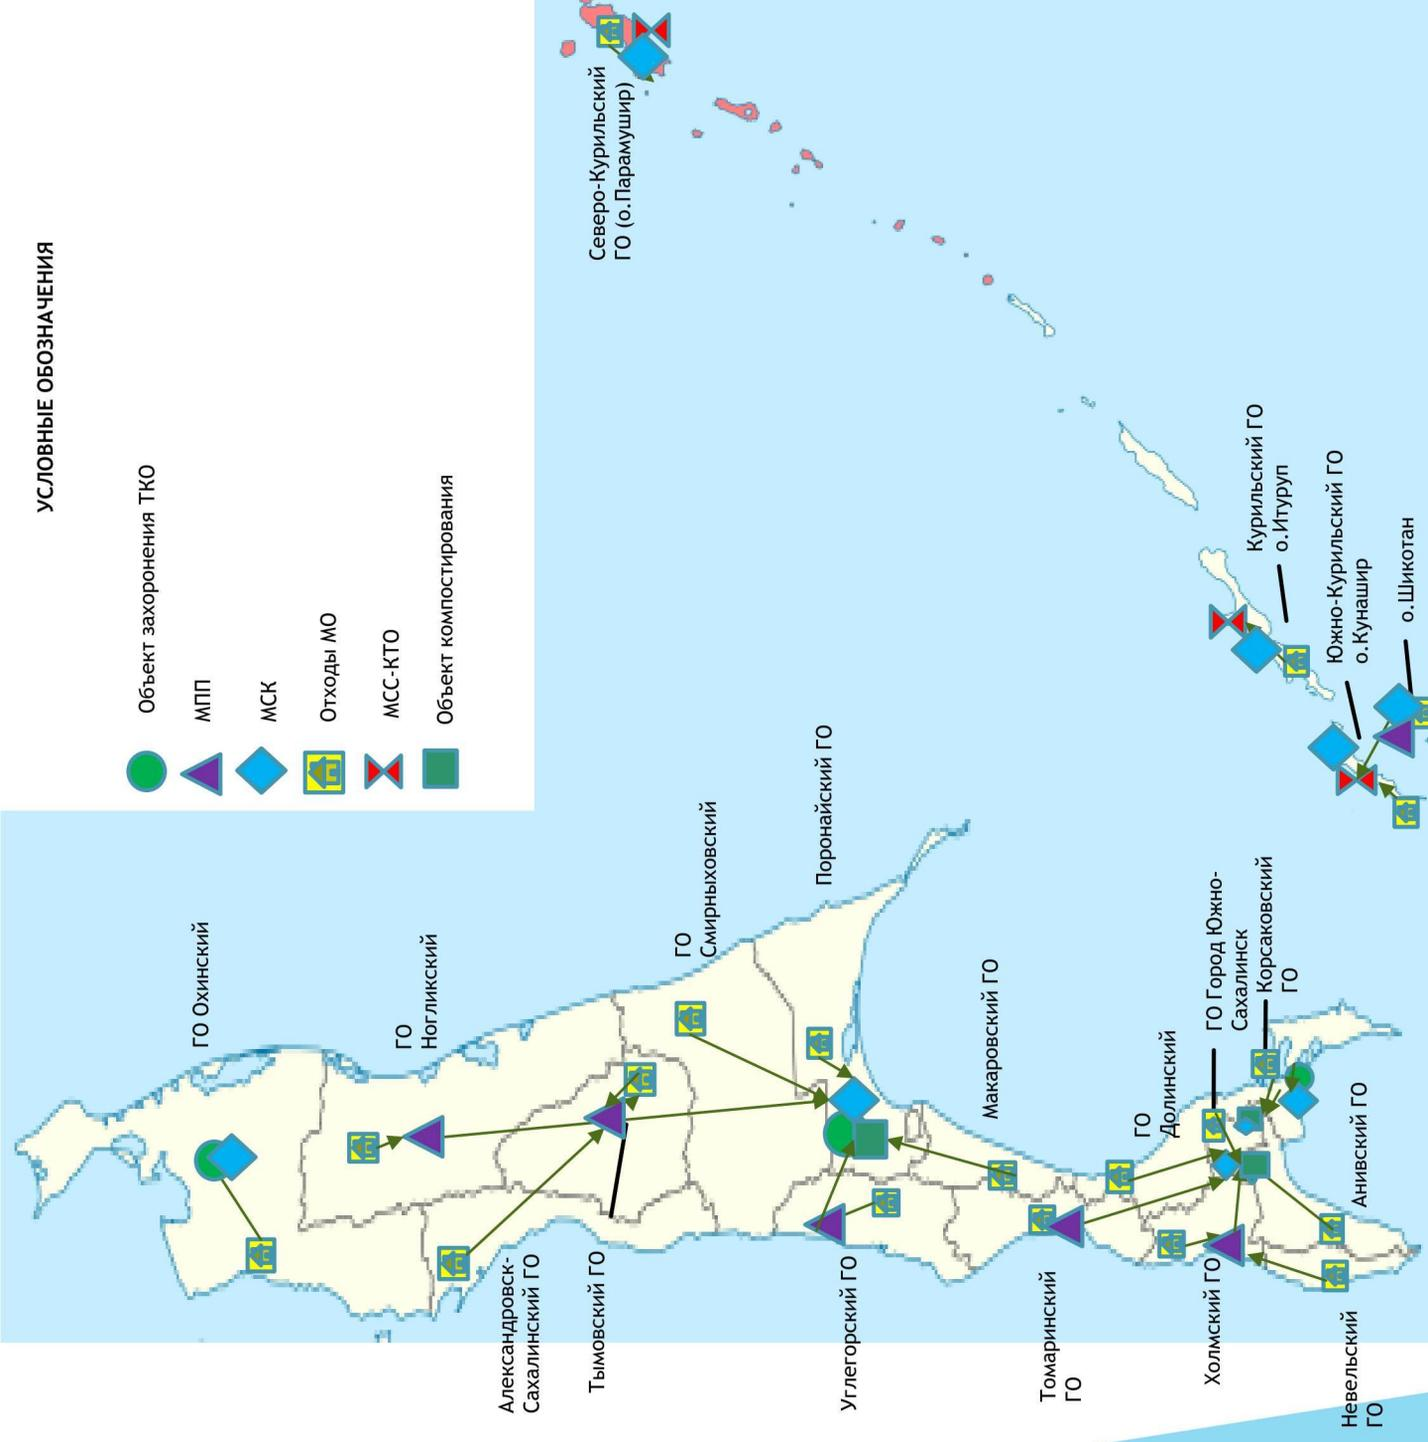 УСЛОВНЫЕ ОБОЗНАЧЕНИЯ
Объект захоронения ТКО
МПП
МСК
Отходы МО
МСС-КТО
Объект компостирования
Северо-Курильский
ГО (о.Парамушир)
Курильский ГО
о.Итуруп
Южно-Курильский ГО
о.Кунашир
о.Шикотан
ГО Охинский
ГО
Ногликский
ГО
Смирныховский
Поронайский ГО
Макаровский ГО
ГО
Долинский
ГО Город Южно-
Сахалинск
Корсаковский
ГО
Анивский ГО
Александровск-
Сахалинский ГО
Тымовский ГО
Углегорский ГО
Томаринский
ГО
Холмский ГО
Невельский
ГО